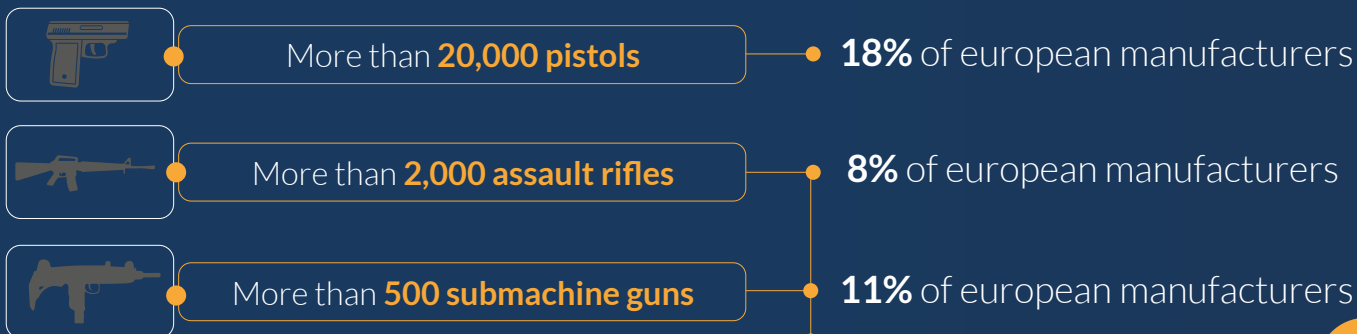 More than 20,000 pistols
18% of european manufacturers
More than 2,000 assault rifles
8% of european manufacturers
More than 500 submachine guns
11% of european manufacturers